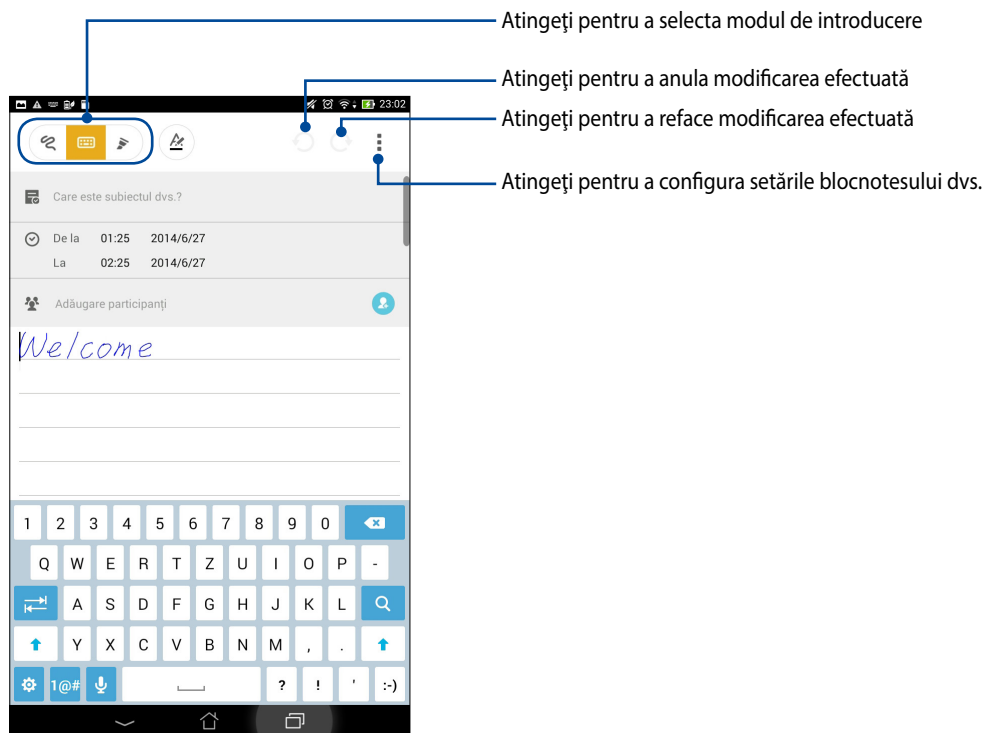 Atingeţi pentru a selecta modul de introducere
Atingeţi pentru a anula modificarea efectuată
Atingeţi pentru a reface modificarea efectuată
Atingeţi pentru a configura setările blocnotesului dvs.
23:02
Care este subiectul dvs.?
De la 01:25 2014/6/27
La 02:25 2014/6/27
Adăugare participanți
Welcome
1 2 3 4 5 6 7 8 9 0
Q W E R T Z U I O P -
A S D F G H J K L
Y X C V B N M , .
1@# ? ! ' :-)